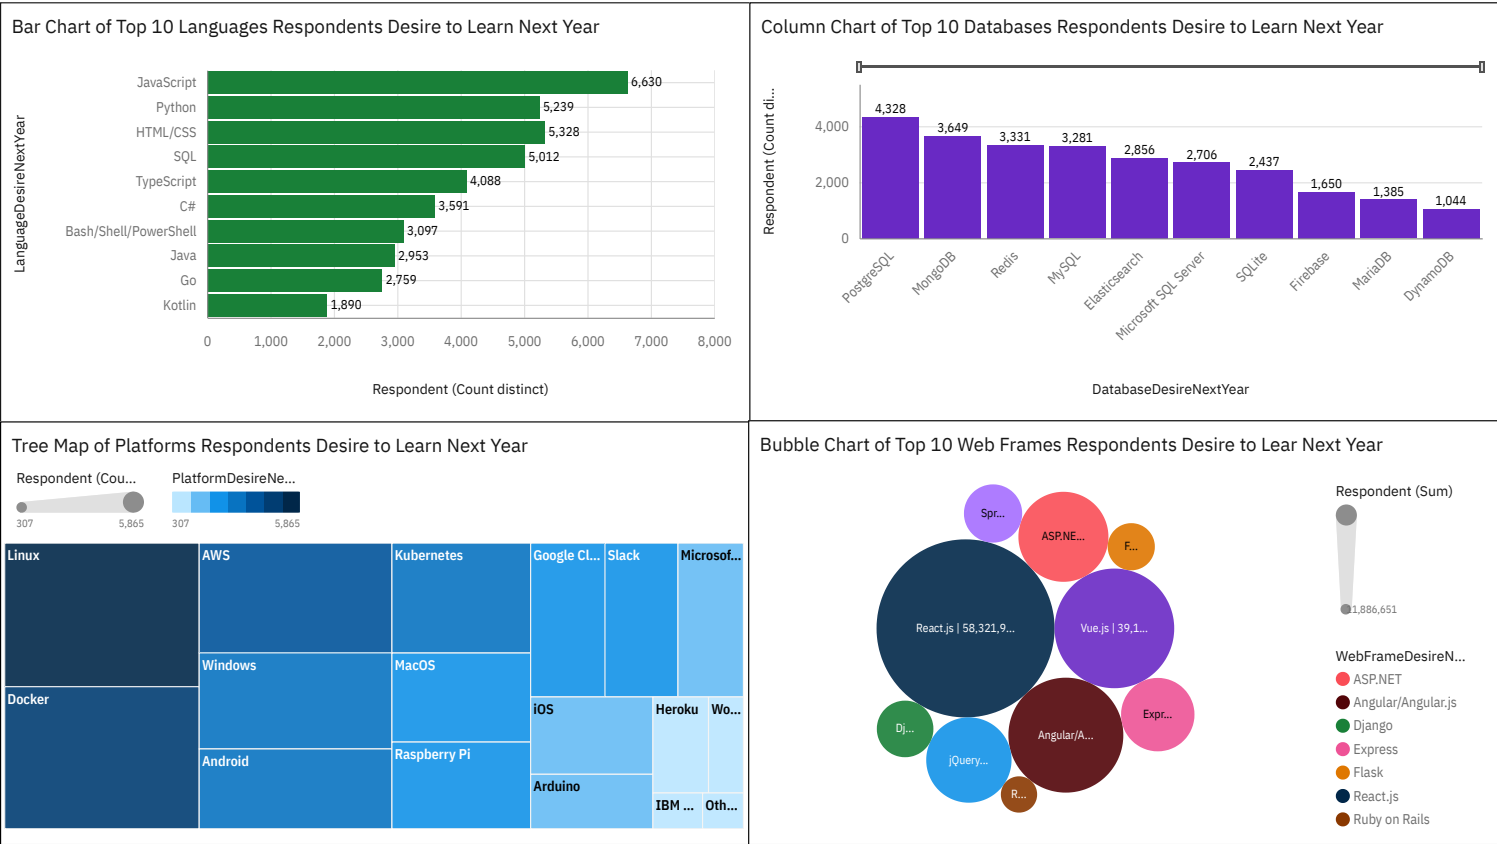 Bar Chart of Top 10 Languages Respondents Desire to Learn Next Year
LanguageDesireNextYear
JavaScript 6,630
Python 5,239
HTML/CSS 5,328
SQL 5,012
TypeScript 4,088
C# 3,591
Bash/Shell/PowerShell 3,097
Java 2,953
Go 2,759
Kotlin 1,890
0 1,000 2,000 3,000 4,000 5,000 6,000 7,000 8,000
Respondent (Count distinct)
Column Chart of Top 10 Databases Respondents Desire to Learn Next Year
Respondent (Count di...
4,000
2,000
0
4,328 3,649 3,331 3,281 2,856 2,706 2,437 1,650 1,385 1,044
PostgreSQL MongoDB Redis MySQL Elasticsearch Microsoft SQL Server SQLite Firebase MariaDB DynamoDB
DatabaseDesireNextYear
Tree Map of Platforms Respondents Desire to Learn Next Year
Respondent (Cou...
307 5,865
PlatformDesireNe...
307 5,865
Linux
Docker
AWS
Windows
Android
Kubernetes
MacOS
Raspberry Pi
Google Cl...
Slack
Microsof...
iOS
Arduino
Heroku
Wo...
IBM ...
Oth...
Bubble Chart of Top 10 Web Frames Respondents Desire to Lear Next Year
Spr...
ASP.NE...
F...
React.js | 58,321,9...
Vue.js | 39,1...
Dj...
jQuery...
Angular/A...
Expr...
R...
Respondent (Sum)
11,886,651
WebFrameDesireN...
ASP.NET
Angular/Angular.js
Django
Express
Flask
React.js
Ruby on Rails